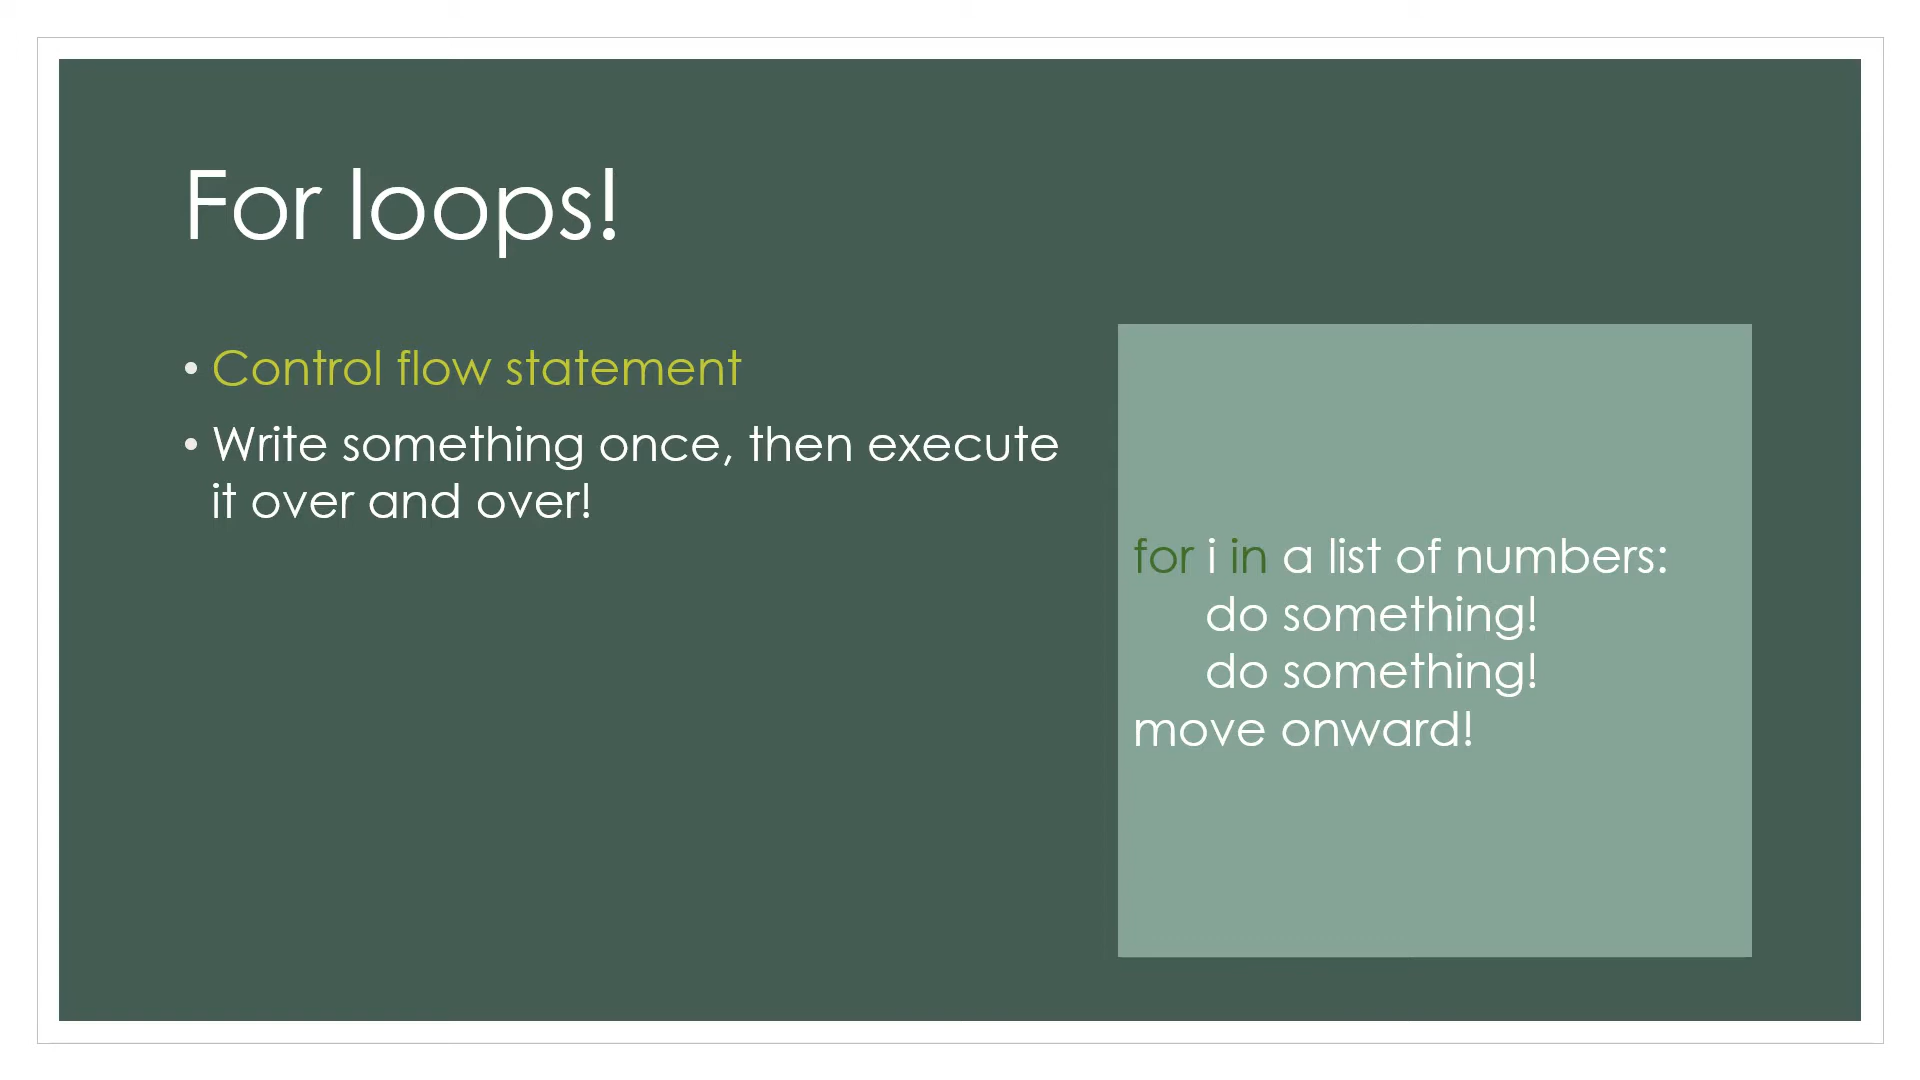 For loops!
• Control flow statement
• Write something once, then execute
it over and over!
for i in a list of numbers:
do something!
do something!
move onward!